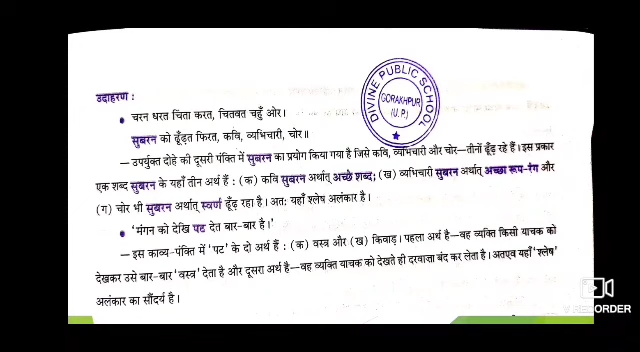 उदाहरण :
• चरन धरत चिंता करत, चितवत चहुँ ओर।
सुबरन को ढूँढ़त फिरत, कवि, व्यभिचारी, चोर॥
— उपर्युक्त दोहे की दूसरी पंक्ति में सुबरन का प्रयोग किया गया है जिसे कवि, व्यभिचारी और चोर—तीनों ढूँढ़ रहे हैं। इस प्रकार
एक शब्द सुबरन के यहाँ तीन अर्थ हैं : (क) कवि सुबरन अर्थात् अच्छे शब्द; (ख) व्यभिचारी सुबरन अर्थात् अच्छा रूप-रंग और
(ग) चोर भी सुबरन अर्थात् स्वर्ण ढूँढ़ रहा है। अतः यहाँ श्लेष अलंकार है।
• 'मंगन को देखि पट देत बार-बार है।'
— इस काव्य-पंक्ति में 'पट' के दो अर्थ हैं : (क) वस्त्र और (ख) किवाड़। पहला अर्थ है—वह व्यक्ति किसी याचक को
देखकर उसे बार-बार 'वस्त्र' देता है और दूसरा अर्थ है—वह व्यक्ति याचक को देखते ही दरवाज़ा बंद कर लेता है। अतएव यहाँ 'श्लेष'
अलंकार का सौंदर्य है।
DIVINE PUBLIC SCHOOL
GORAKHPUR
(U.P.)
V RECORDER